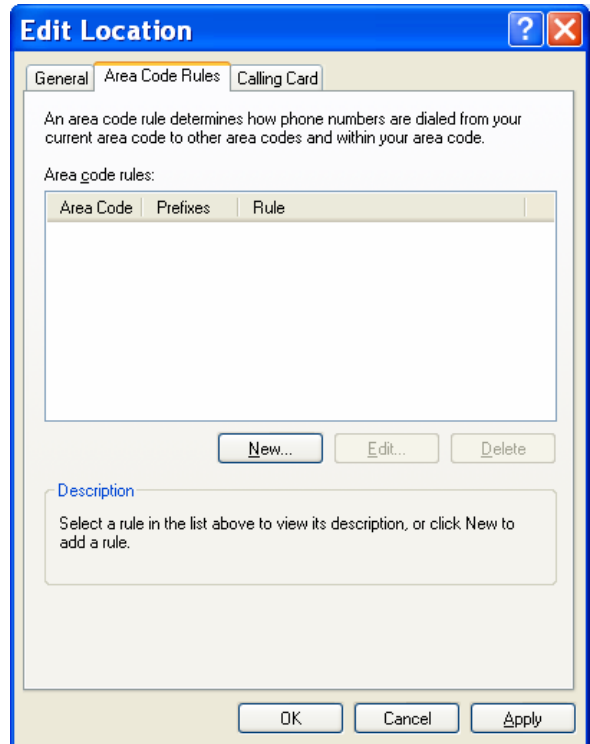 Edit Location
?
General Area Code Rules Calling Card
An area code rule determines how phone numbers are dialed from your
current area code to other area codes and within your area code.
Area code rules:
Area Code Prefixes Rule
New... Edit... Delete
Description
Select a rule in the list above to view its description, or click New to
add a rule.
OK Cancel Apply